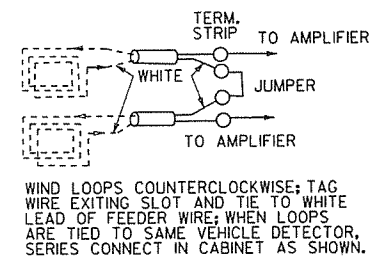 TERM.
STRIP
TO AMPLIFIER
WHITE
JUMPER
TO AMPLIFIER
WIND LOOPS COUNTERCLOCKWISE; TAG
WIRE EXITING SLOT AND TIE TO WHITE
LEAD OF FEEDER WIRE; WHEN LOOPS
ARE TIED TO SAME VEHICLE DETECTOR,
SERIES CONNECT IN CABINET AS SHOWN.